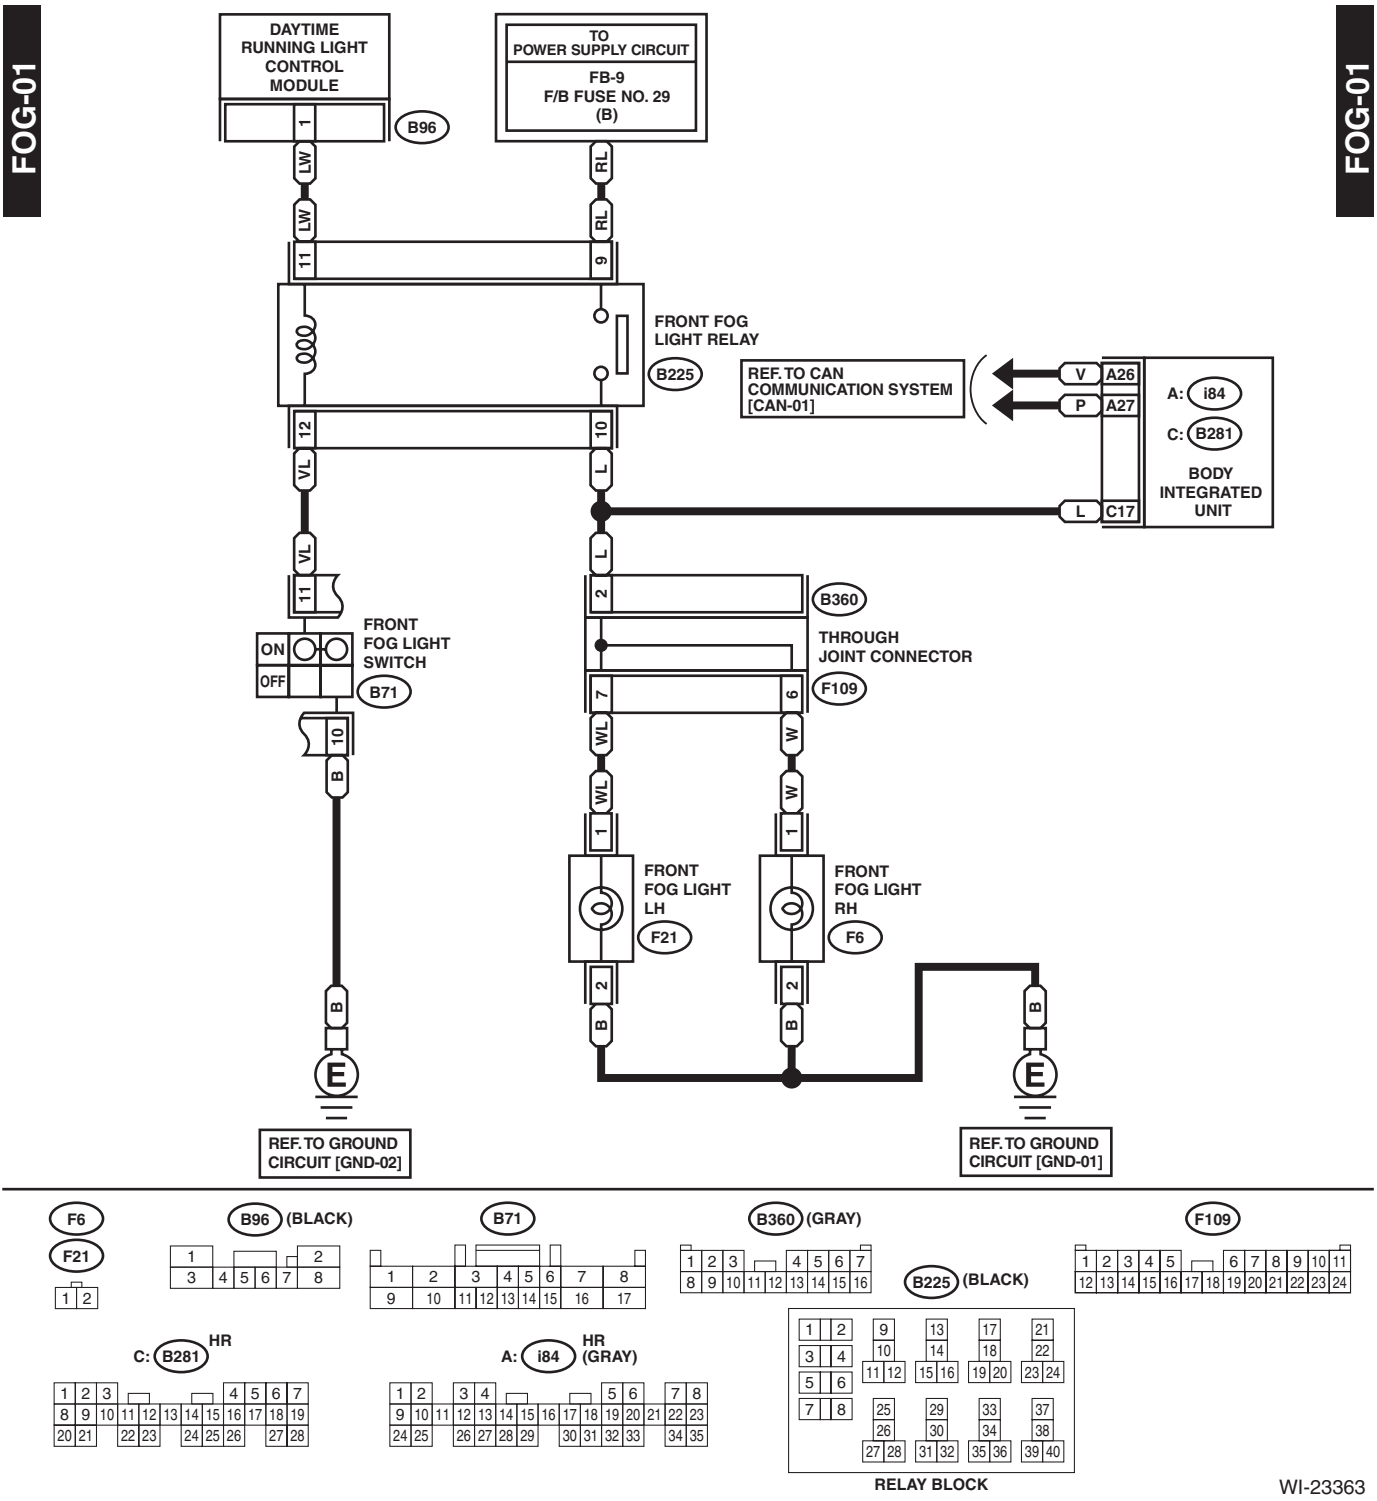 FOG-01
FOG-01
DAYTIME
RUNNING LIGHT
CONTROL
MODULE
1
B96
TO
POWER SUPPLY CIRCUIT
FB-9
F/B FUSE NO. 29
(B)
LW
RL
LW
RL
11
9
FRONT FOG
LIGHT RELAY
B225
12
10
REF. TO CAN
COMMUNICATION SYSTEM
[CAN-01]
V A26
P A27
L C17
A: i84
C: B281
BODY
INTEGRATED
UNIT
VL
L
VL
L
11
2
B360
FRONT
FOG LIGHT
SWITCH
ON
OFF
B71
THROUGH
JOINT CONNECTOR
F109
7
6
10
WL
W
B
WL
W
1
1
FRONT
FOG LIGHT
LH
F21
FRONT
FOG LIGHT
RH
F6
2
2
B
B
B
B
E
E
REF. TO GROUND
CIRCUIT [GND-02]
REF. TO GROUND
CIRCUIT [GND-01]
F6
F21
1 2
B96 (BLACK)
1 2
3 4 5 6 7 8
B71
1 2 3 4 5 6 7 8
9 10 11 12 13 14 15 16 17
B360 (GRAY)
1 2 3 4 5 6 7
8 9 10 11 12 13 14 15 16
F109
1 2 3 4 5 6 7 8 9 10 11
12 13 14 15 16 17 18 19 20 21 22 23 24
C: B281 HR
1 2 3 4 5 6 7
8 9 10 11 12 13 14 15 16 17 18 19
20 21 22 23 24 25 26 27 28
A: i84 HR
(GRAY)
1 2 3 4 5 6 7 8
9 10 11 12 13 14 15 16 17 18 19 20 21 22 23
24 25 26 27 28 29 30 31 32 33 34 35
B225 (BLACK)
1 2 9 13 17 21
3 4 10 14 18 22
5 6 11 12 15 16 19 20 23 24
7 8 25 29 33 37
26 30 34 38
27 28 31 32 35 36 39 40
RELAY BLOCK
WI-23363